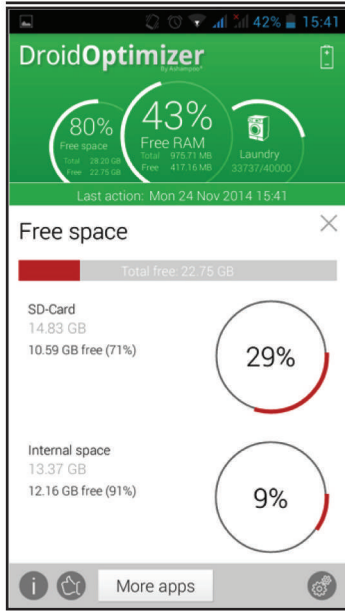 42% 15:41
DroidOptimizer
By Ashampoo®
80%
Free space
Total 28.20 GB
Free 22.75 GB
43%
Free RAM
Total 975.71 MB
Free 417.16 MB
Laundry
33737/40000
Last action: Mon 24 Nov 2014 15:41
Free space
Total free: 22.75 GB
SD-Card
14.83 GB
10.59 GB free (71%)
29%
Internal space
13.37 GB
12.16 GB free (91%)
9%
More apps